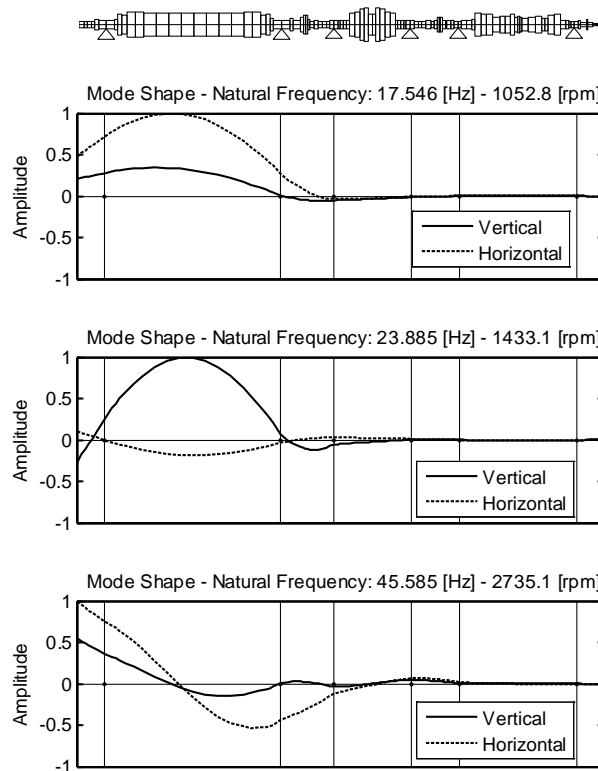 Mode Shape - Natural Frequency: 17.546 [Hz] - 1052.8 [rpm]
1
0.5
0
-0.5
-1
Amplitude
Vertical
Horizontal
Mode Shape - Natural Frequency: 23.885 [Hz] - 1433.1 [rpm]
1
0.5
0
-0.5
-1
Amplitude
Vertical
Horizontal
Mode Shape - Natural Frequency: 45.585 [Hz] - 2735.1 [rpm]
1
0.5
0
-0.5
-1
Amplitude
Vertical
Horizontal